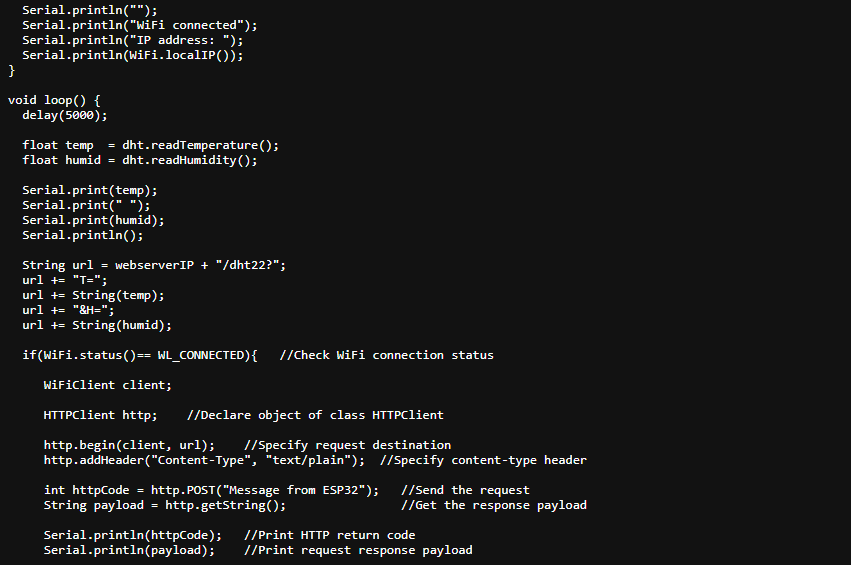 Serial.println("");
Serial.println("WiFi connected");
Serial.println("IP address: ");
Serial.println(WiFi.localIP());
}
void loop() {
delay(5000);
float temp  = dht.readTemperature();
float humid = dht.readHumidity();
Serial.print(temp);
Serial.print(" ");
Serial.print(humid);
Serial.println();
String url = webserverIP + "/dht22?";
url += "T=";
url += String(temp);
url += "&H=";
url += String(humid);
if(WiFi.status()== WL_CONNECTED){   //Check WiFi connection status
WiFiClient client;
HTTPClient http;    //Declare object of class HTTPClient
http.begin(client, url);    //Specify request destination
http.addHeader("Content-Type", "text/plain");  //Specify content-type header
int httpCode = http.POST("Message from ESP32");   //Send the request
String payload = http.getString();                //Get the response payload
Serial.println(httpCode);   //Print HTTP return code
Serial.println(payload);    //Print request response payload